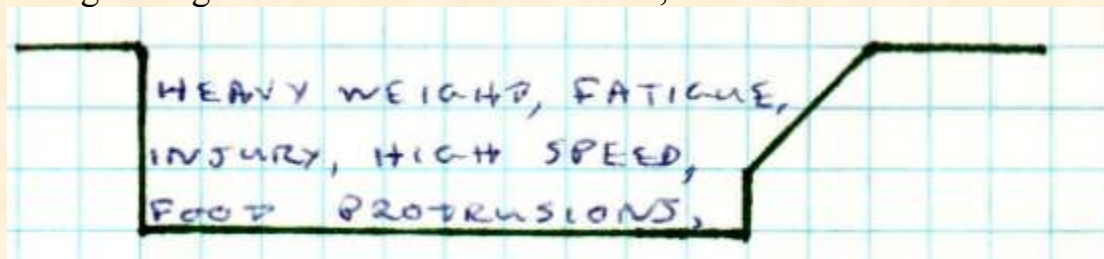 HEAVY WEIGHT, FATIGUE,
INJURY, HIGH SPEED,
FOOT PROTRUSIONS,